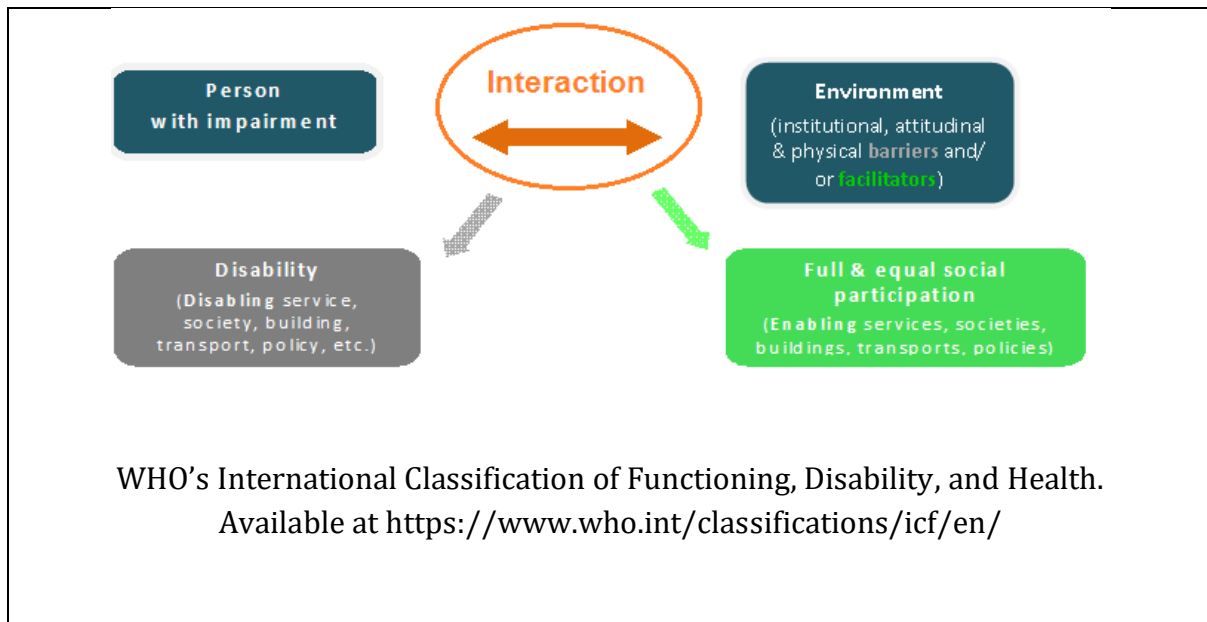 Person
with impairment
Interaction
Environment
(institutional, attitudinal
& physical barriers and/
or facilitators)
Disability
(Disabling service,
society, building,
transport, policy, etc.)
Full & equal social
participation
(Enabling services, societies,
buildings, transports, policies)
WHO’s International Classification of Functioning, Disability, and Health.
Available at https://www.who.int/classifications/icf/en/